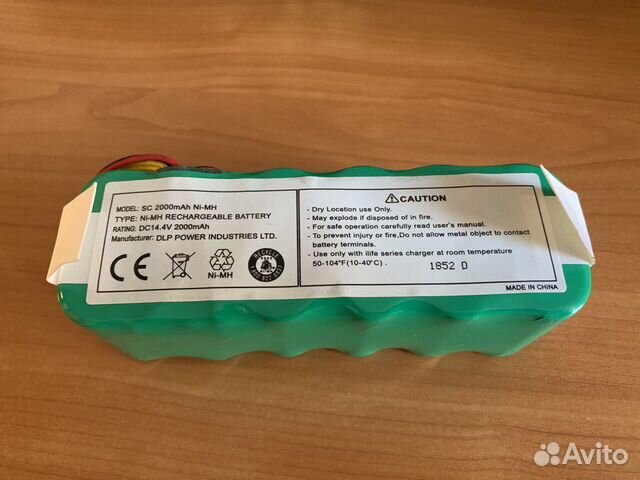 MODEL: SC 2000mAh Ni-MH
TYPE: Ni-MH RECHARGEABLE BATTERY
RATING: DC14.4V 2000mAh
Manufacturer: DLP POWER INDUSTRIES LTD.
CE
Ni-MH
RECYCLE
CAUTION
- Dry Location use Only.
- May explode if disposed of in fire.
- For safe operation carefully read user's manual.
- To prevent injury or fire,Do not allow metal object to contact
battery terminals.
- Use only with ilife series charger at room temperature
50-104°F(10-40°C) .
1852 D
MADE IN CHINA
Avito